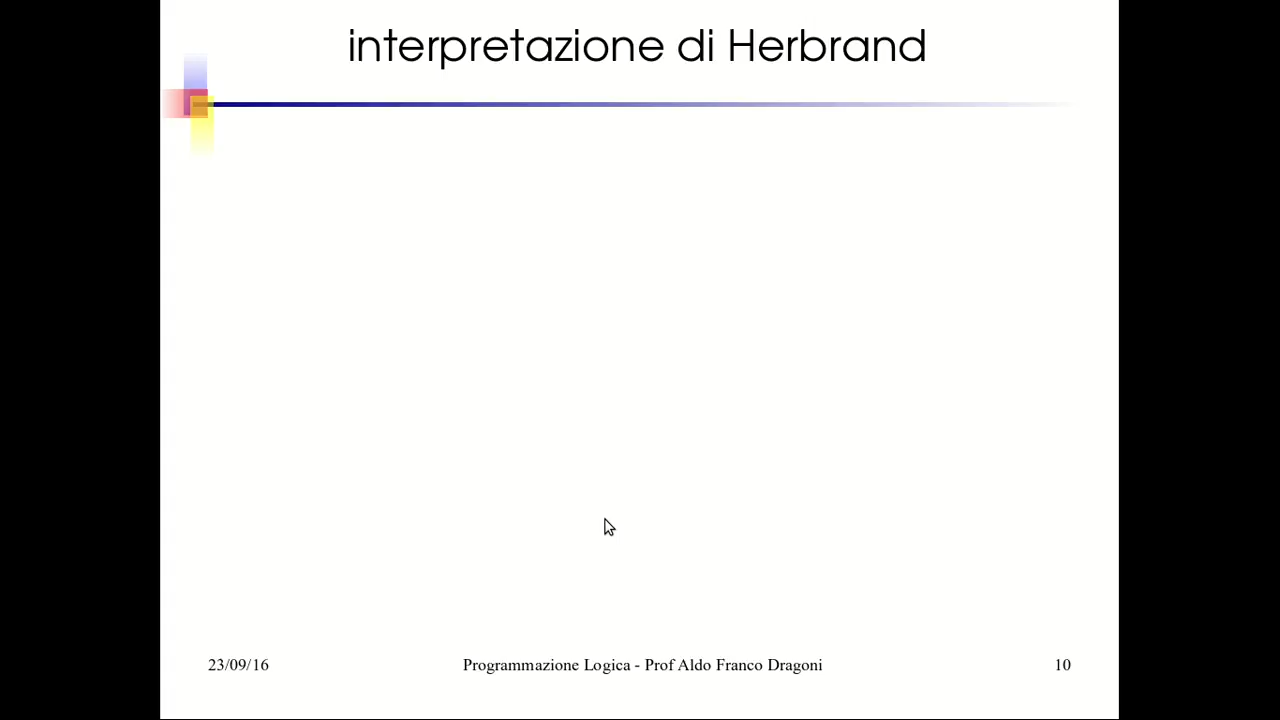 interpretazione di Herbrand
23/09/16
Programmazione Logica - Prof Aldo Franco Dragoni
10